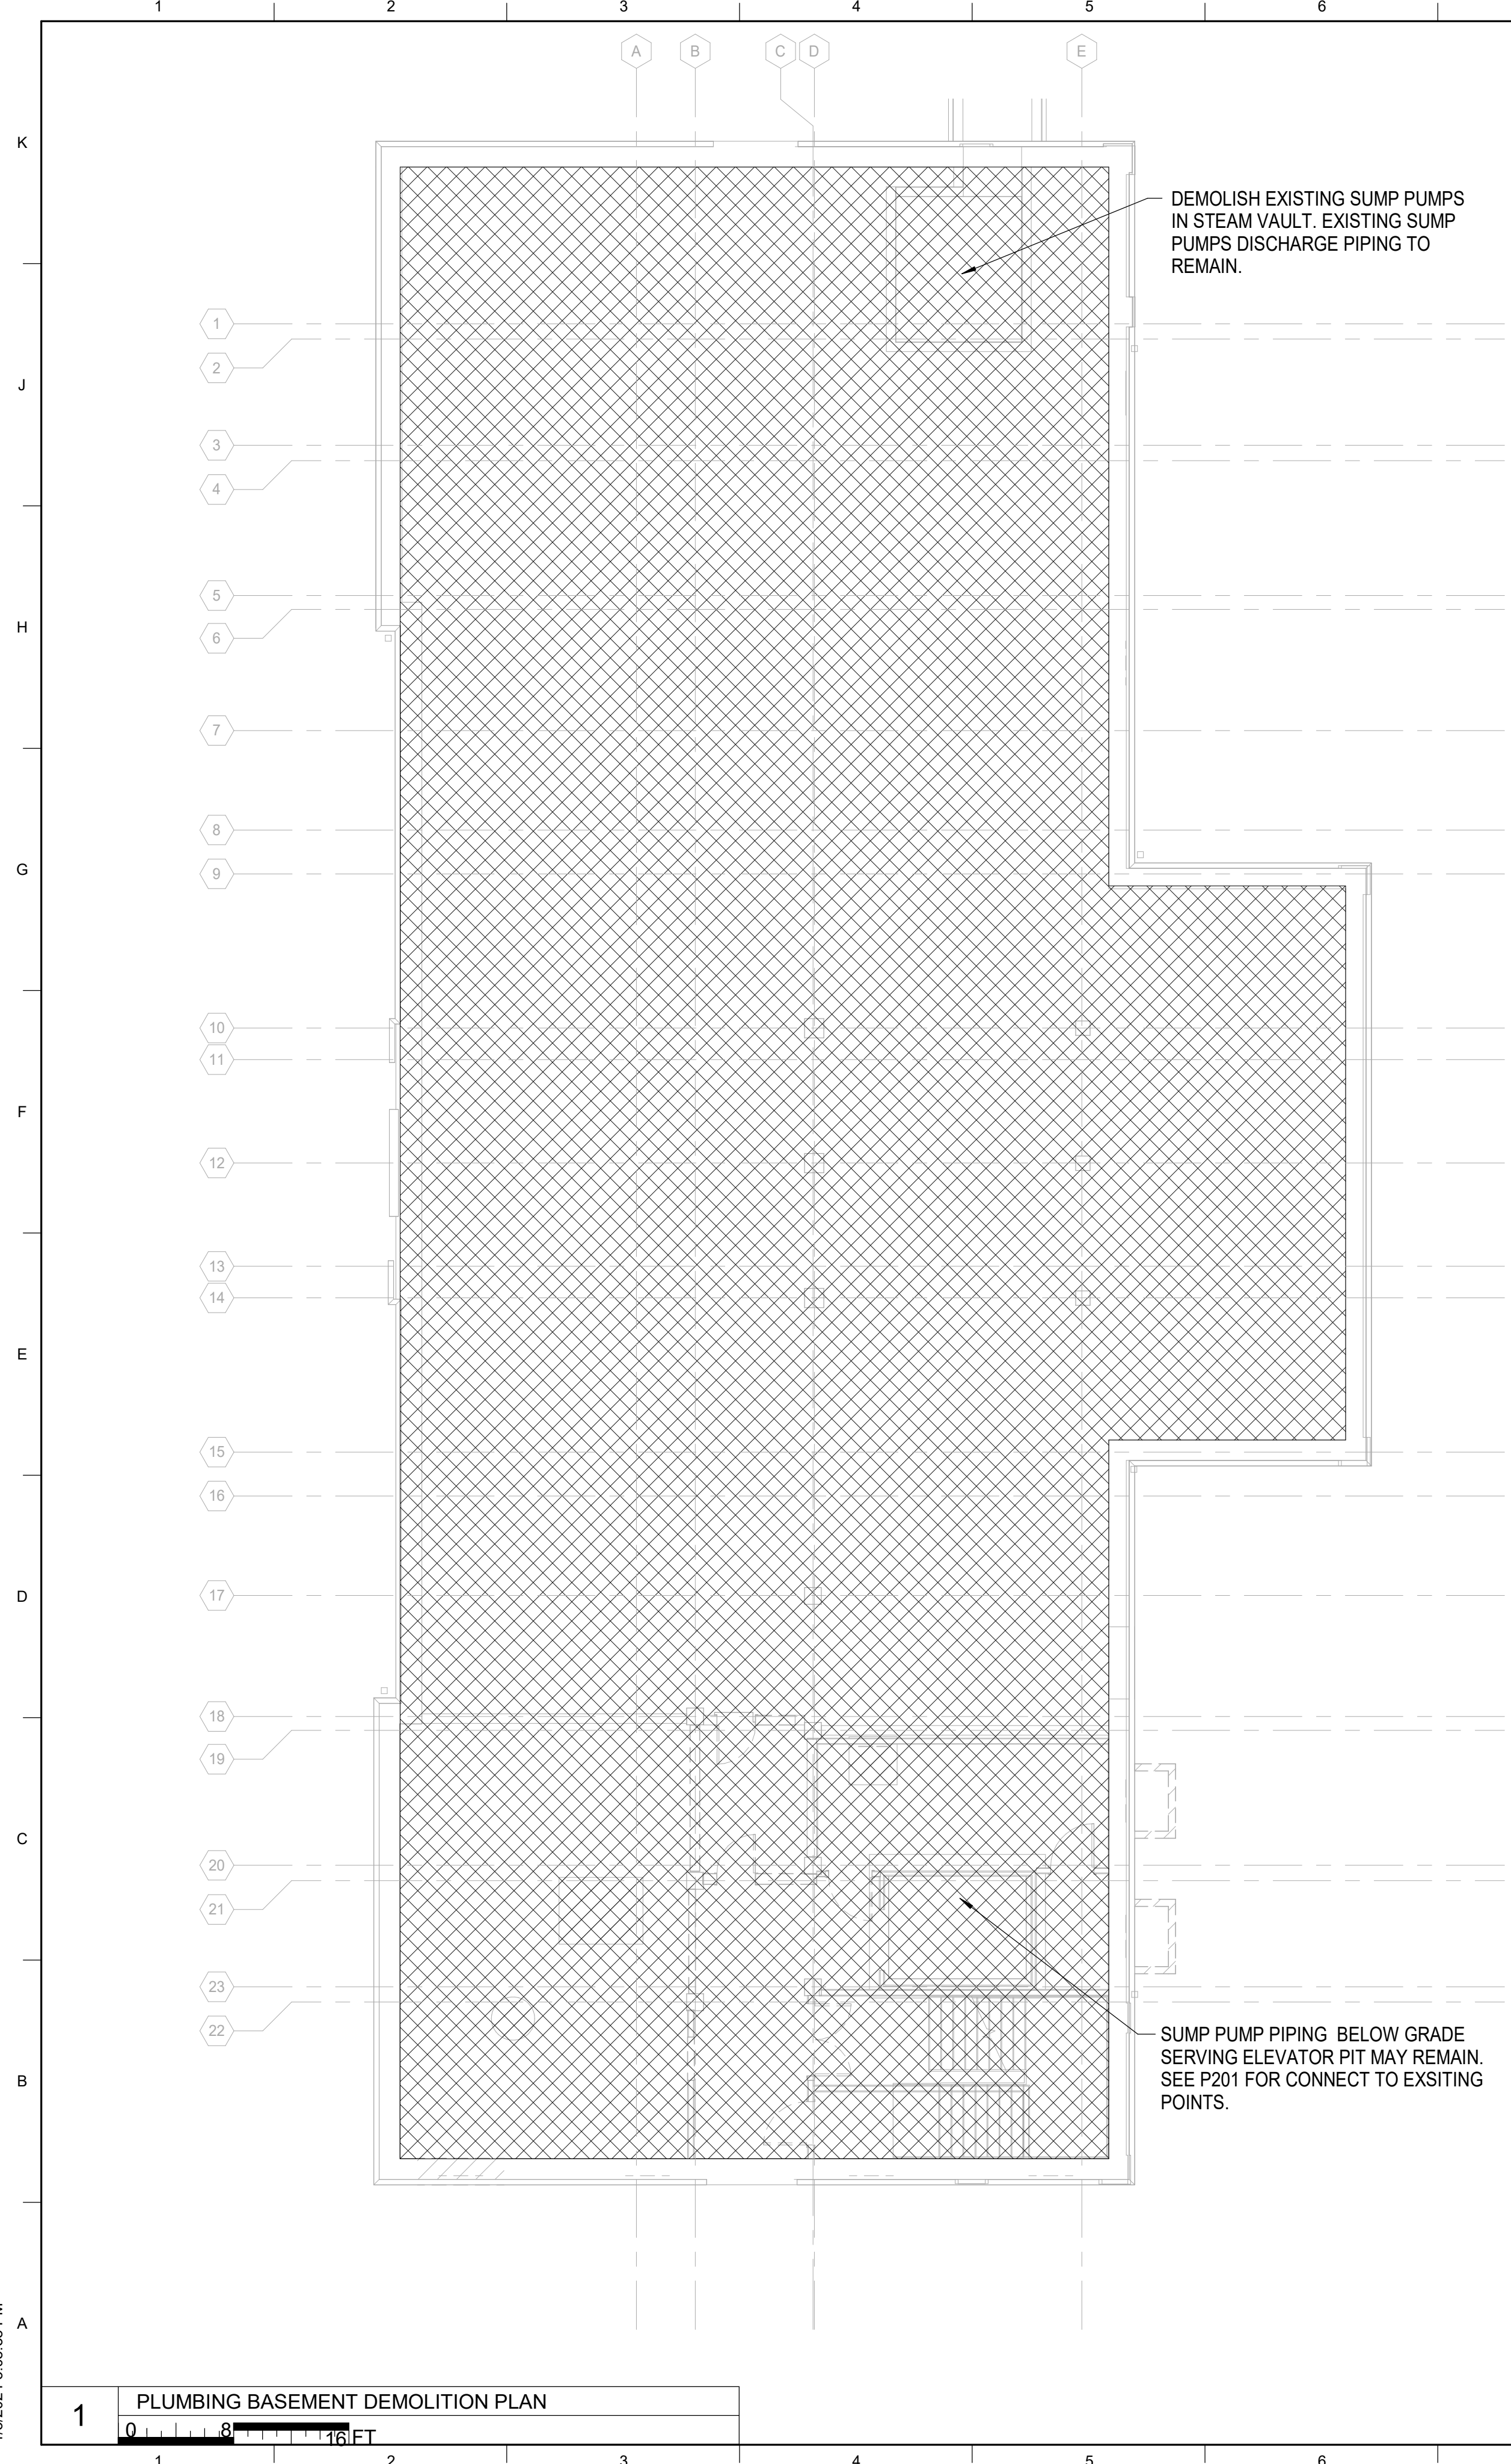 1 2 3 4 5 6
A B C D E
K
DEMOLISH EXISTING SUMP PUMPS
IN STEAM VAULT. EXISTING SUMP
PUMPS DISCHARGE PIPING TO
REMAIN.
1
2
J
3
4
5
H
6
7
8
G
9
10
11
F
12
13
14
E
15
16
D
17
18
19
C
20
21
23
22
SUMP PUMP PIPING BELOW GRADE
SERVING ELEVATOR PIT MAY REMAIN.
SEE P201 FOR CONNECT TO EXSITING
POINTS.
B
A
1
PLUMBING BASEMENT DEMOLITION PLAN
0 8 16 FT
1 2 3 4 5 6